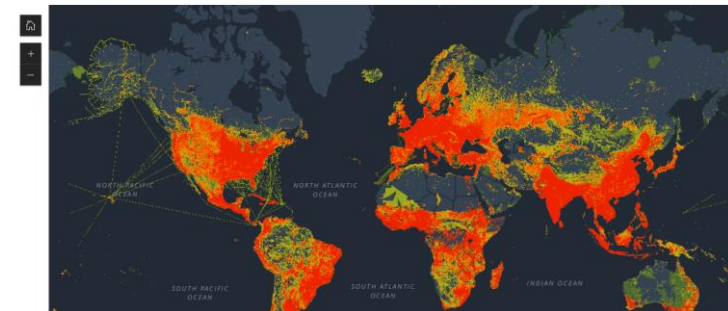 +
−
NORTH PACIFIC
OCEAN
NORTH ATLANTIC
OCEAN
SOUTH PACIFIC
OCEAN
SOUTH ATLANTIC
OCEAN
INDIAN OCEAN